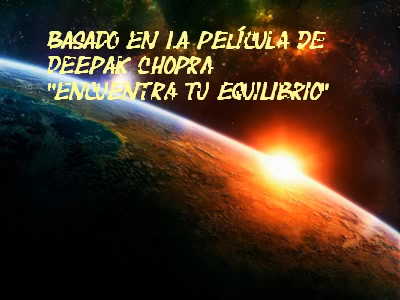 BASADO EN LA PELÍCULA DE
DEEPAK CHOPRA
"ENCUENTRA TU EQUILIBRIO"